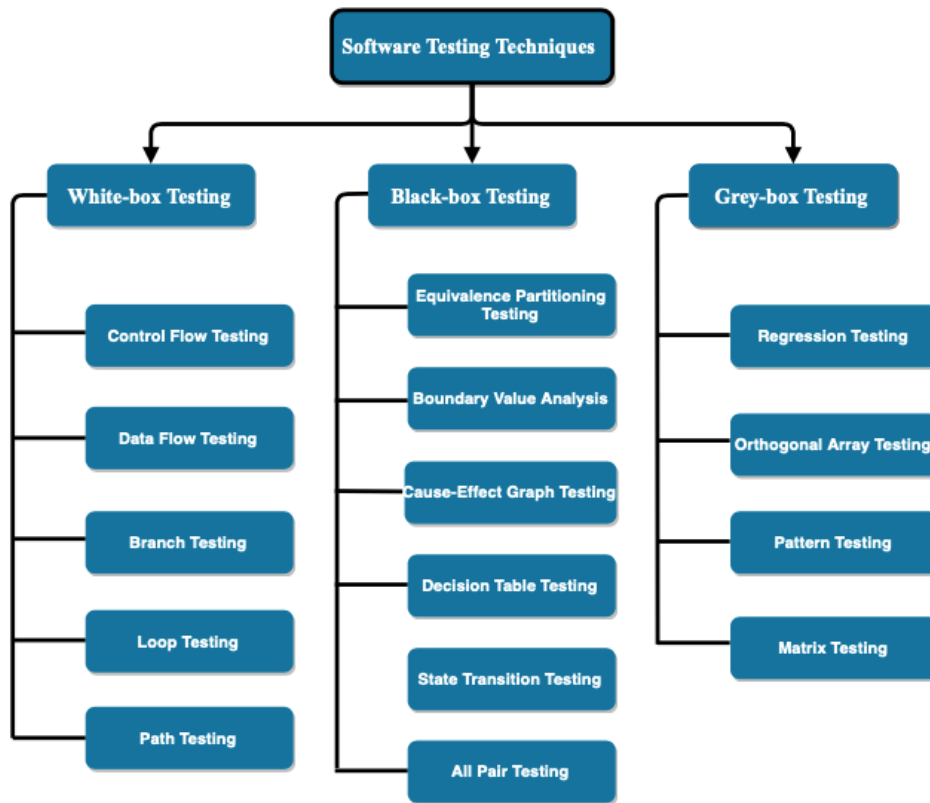 Software Testing Techniques
White-box Testing
Black-box Testing
Grey-box Testing
Control Flow Testing
Data Flow Testing
Branch Testing
Loop Testing
Path Testing
Equivalence Partitioning
Testing
Boundary Value Analysis
Cause-Effect Graph Testing
Decision Table Testing
State Transition Testing
All Pair Testing
Regression Testing
Orthogonal Array Testing
Pattern Testing
Matrix Testing